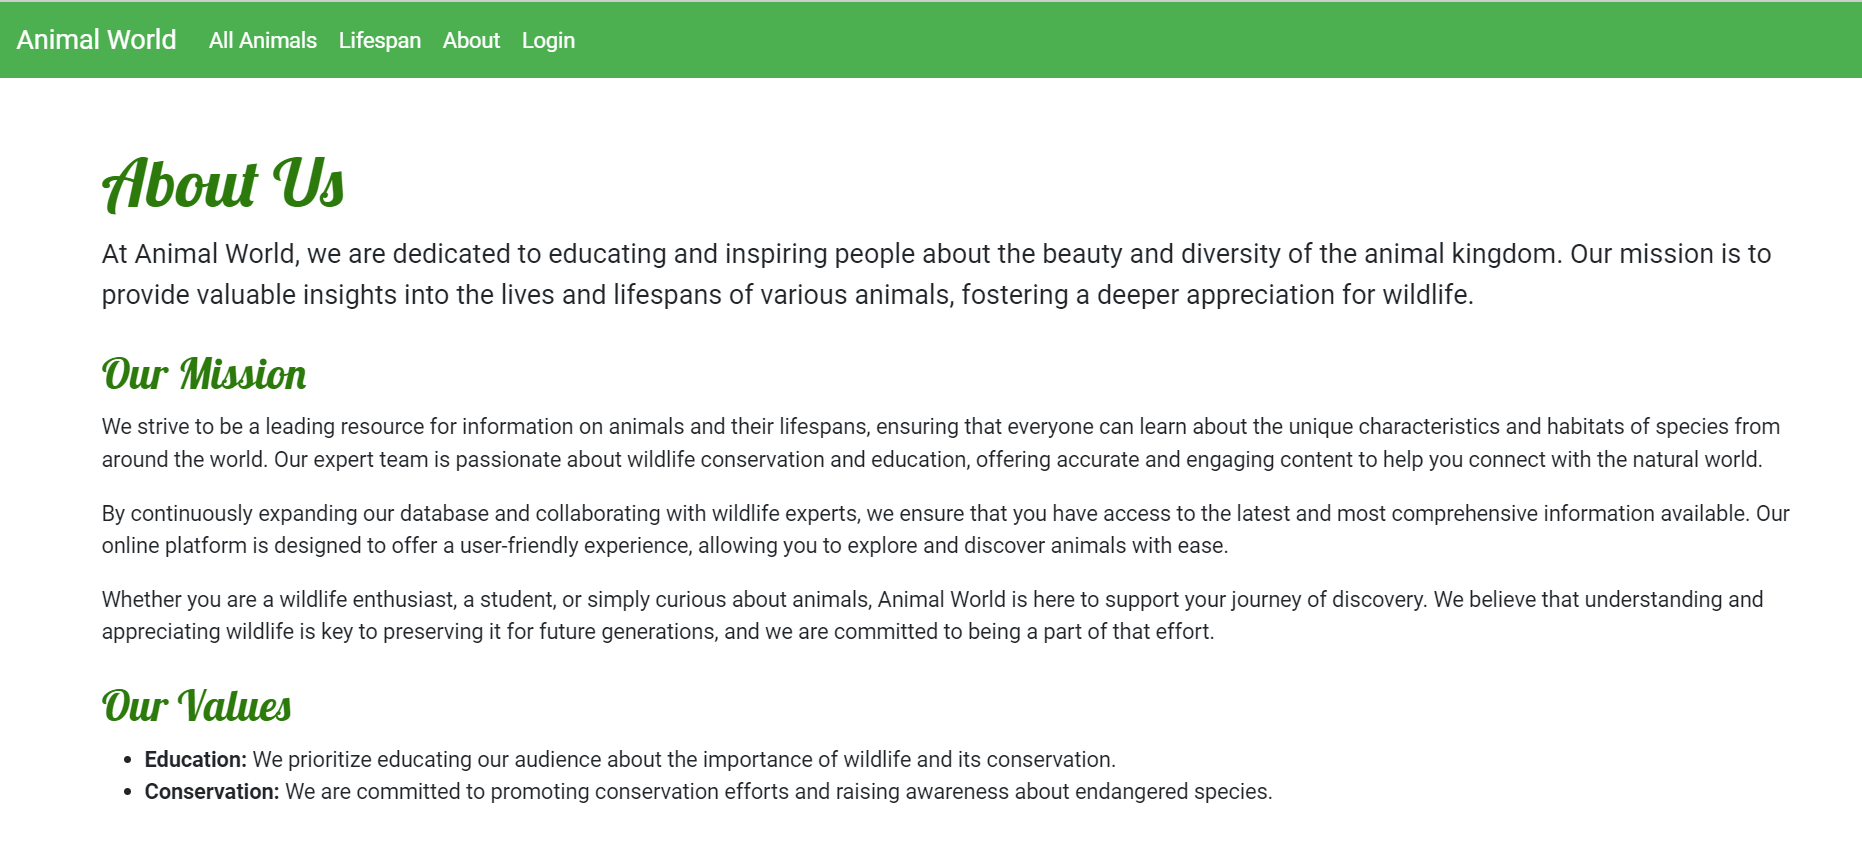 Animal World All Animals Lifespan About Login
About Us
At Animal World, we are dedicated to educating and inspiring people about the beauty and diversity of the animal kingdom. Our mission is to
provide valuable insights into the lives and lifespans of various animals, fostering a deeper appreciation for wildlife.
Our Mission
We strive to be a leading resource for information on animals and their lifespans, ensuring that everyone can learn about the unique characteristics and habitats of species from
around the world. Our expert team is passionate about wildlife conservation and education, offering accurate and engaging content to help you connect with the natural world.
By continuously expanding our database and collaborating with wildlife experts, we ensure that you have access to the latest and most comprehensive information available. Our
online platform is designed to offer a user-friendly experience, allowing you to explore and discover animals with ease.
Whether you are a wildlife enthusiast, a student, or simply curious about animals, Animal World is here to support your journey of discovery. We believe that understanding and
appreciating wildlife is key to preserving it for future generations, and we are committed to being a part of that effort.
Our Values
• Education: We prioritize educating our audience about the importance of wildlife and its conservation.
• Conservation: We are committed to promoting conservation efforts and raising awareness about endangered species.